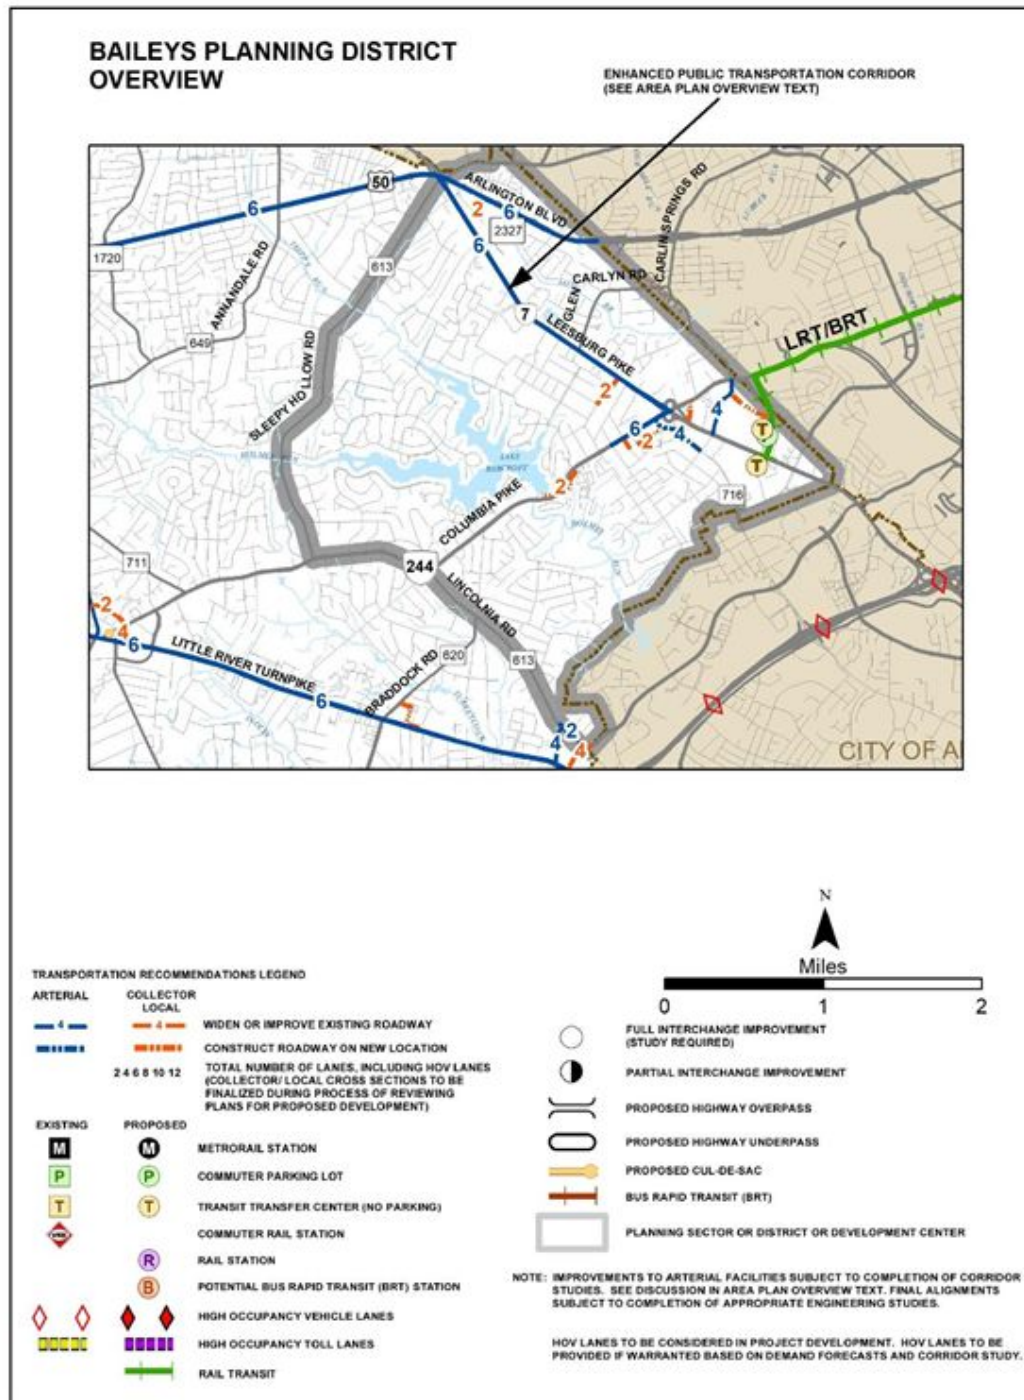 BAILEYS PLANNING DISTRICT
OVERVIEW
ENHANCED PUBLIC TRANSPORTATION CORRIDOR
(SEE AREA PLAN OVERVIEW TEXT)
50
6
ARLINGTON BLVD
2
6
2327
6
1720
ANNANDALE RD
613
CARLIN SPRINGS RD
GLEN CARLYN RD
7
LEESBURG PIKE
649
LRT/BRT
SLEEPY HO LLOW RD
2
4
6
2
4
T
T
LAKE
BARCROFT
2
716
COLUMBIA PIKE
HOLMES
RUN
711
244
LINCOLNIA RD
2
4
6
LITTLE RIVER TURNPIKE
BRADDOCK RD
620
613
6
2
4
4
CITY OF A
N
Miles
0 1 2
TRANSPORTATION RECOMMENDATIONS LEGEND
ARTERIAL COLLECTOR
LOCAL
4 4 WIDEN OR IMPROVE EXISTING ROADWAY
CONSTRUCT ROADWAY ON NEW LOCATION
2 4 6 8 10 12 TOTAL NUMBER OF LANES, INCLUDING HOV LANES
(COLLECTOR/ LOCAL CROSS SECTIONS TO BE
FINALIZED DURING PROCESS OF REVIEWING
PLANS FOR PROPOSED DEVELOPMENT)
EXISTING PROPOSED
M M METRORAIL STATION
P P COMMUTER PARKING LOT
T T TRANSIT TRANSFER CENTER (NO PARKING)
COMMUTER RAIL STATION
R RAIL STATION
B POTENTIAL BUS RAPID TRANSIT (BRT) STATION
HIGH OCCUPANCY VEHICLE LANES
HIGH OCCUPANCY TOLL LANES
RAIL TRANSIT
FULL INTERCHANGE IMPROVEMENT
(STUDY REQUIRED)
PARTIAL INTERCHANGE IMPROVEMENT
PROPOSED HIGHWAY OVERPASS
PROPOSED HIGHWAY UNDERPASS
PROPOSED CUL-DE-SAC
BUS RAPID TRANSIT (BRT)
PLANNING SECTOR OR DISTRICT OR DEVELOPMENT CENTER
NOTE: IMPROVEMENTS TO ARTERIAL FACILITIES SUBJECT TO COMPLETION OF CORRIDOR
STUDIES. SEE DISCUSSION IN AREA PLAN OVERVIEW TEXT. FINAL ALIGNMENTS
SUBJECT TO COMPLETION OF APPROPRIATE ENGINEERING STUDIES.
HOV LANES TO BE CONSIDERED IN PROJECT DEVELOPMENT. HOV LANES TO BE
PROVIDED IF WARRANTED BASED ON DEMAND FORECASTS AND CORRIDOR STUDY.